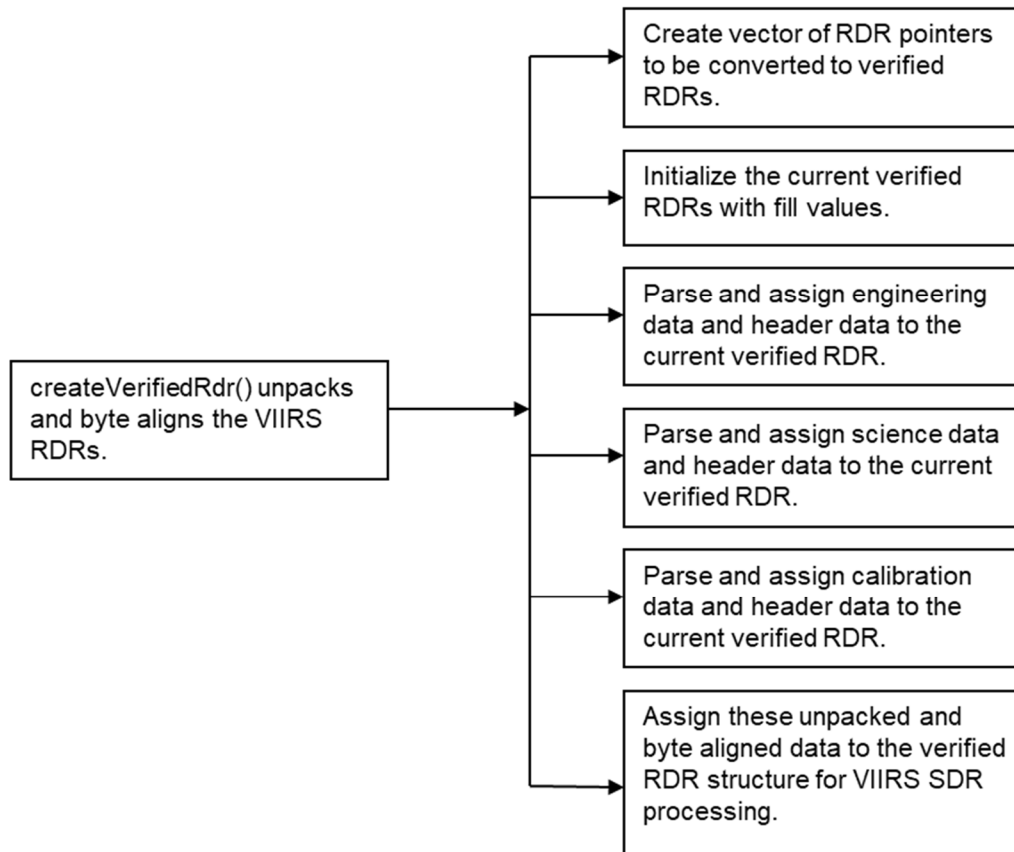 Create vector of RDR pointers
to be converted to verified
RDRs.
Initialize the current verified
RDRs with fill values.
Parse and assign engineering
data and header data to the
current verified RDR.
createVerifiedRdr() unpacks
and byte aligns the VIIRS
RDRs.
Parse and assign science data
and header data to the current
verified RDR.
Parse and assign calibration
data and header data to the
current verified RDR.
Assign these unpacked and
byte aligned data to the verified
RDR structure for VIIRS SDR
processing.